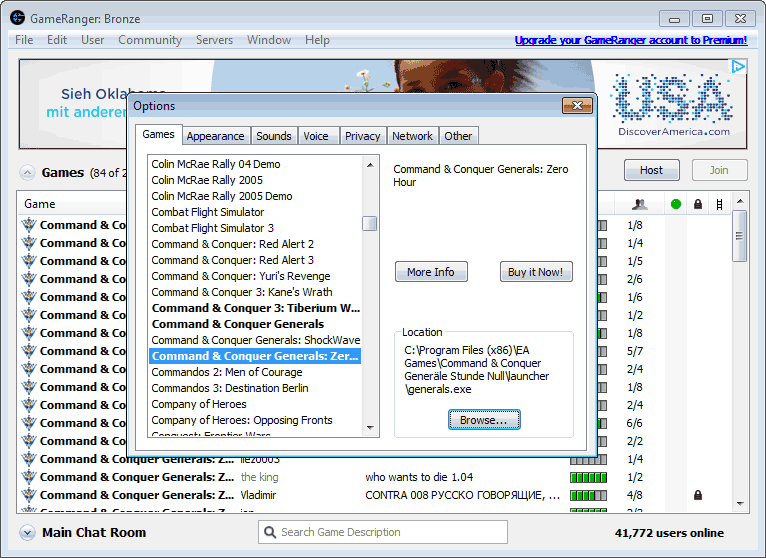 GameRanger: Bronze
File Edit User Community Servers Window Help
Upgrade your GameRanger account to Premium!
Sieh Oklahoma
mit anderen
USA
DiscoverAmerica.com
Options
Games Appearance Sounds Voice Privacy Network Other
Colin McRae Rally 04 Demo
Colin McRae Rally 2005
Colin McRae Rally 2005 Demo
Combat Flight Simulator
Combat Flight Simulator 3
Command & Conquer: Red Alert 2
Command & Conquer: Red Alert 3
Command & Conquer: Yuri's Revenge
Command & Conquer 3: Kane's Wrath
Command & Conquer 3: Tiberium W...
Command & Conquer Generals
Command & Conquer Generals: ShockWave
Command & Conquer Generals: Zer...
Commandos 2: Men of Courage
Commandos 3: Destination Berlin
Company of Heroes
Company of Heroes: Opposing Fronts
Conquest: Frontier Wars
Command & Conquer Generals: Zero
Hour
More Info Buy it Now!
Location
C:\Program Files (x86)\EA
Games\Command & Conquer
Generäle Stunde Null\launcher
\generals.exe
Browse...
Games (84 of 2
Host Join
Game
Command & Co 1/8
Command & Co 1/4
Command & Co 1/5
Command & Co 2/6
Command & Co 1/6
Command & Co 1/2
Command & Co 1/8
Command & Co 5/7
Command & Co 2/4
Command & Co 1/8
Command & Co 2/4
Command & Co 6/6
Command & Co 2/2
Command & Co 2/4
Command & Conquer Generals: Z... 1/4
Command & Conquer Generals: Z... the king who wants to die 1.04 1/2
Command & Conquer Generals: Z... Vladimir CONTRA 008 РУССКО ГОВОРЯЩИЕ, ... 4/8
Command & Conquer Generals: Z...
Main Chat Room
Search Game Description
41,772 users online